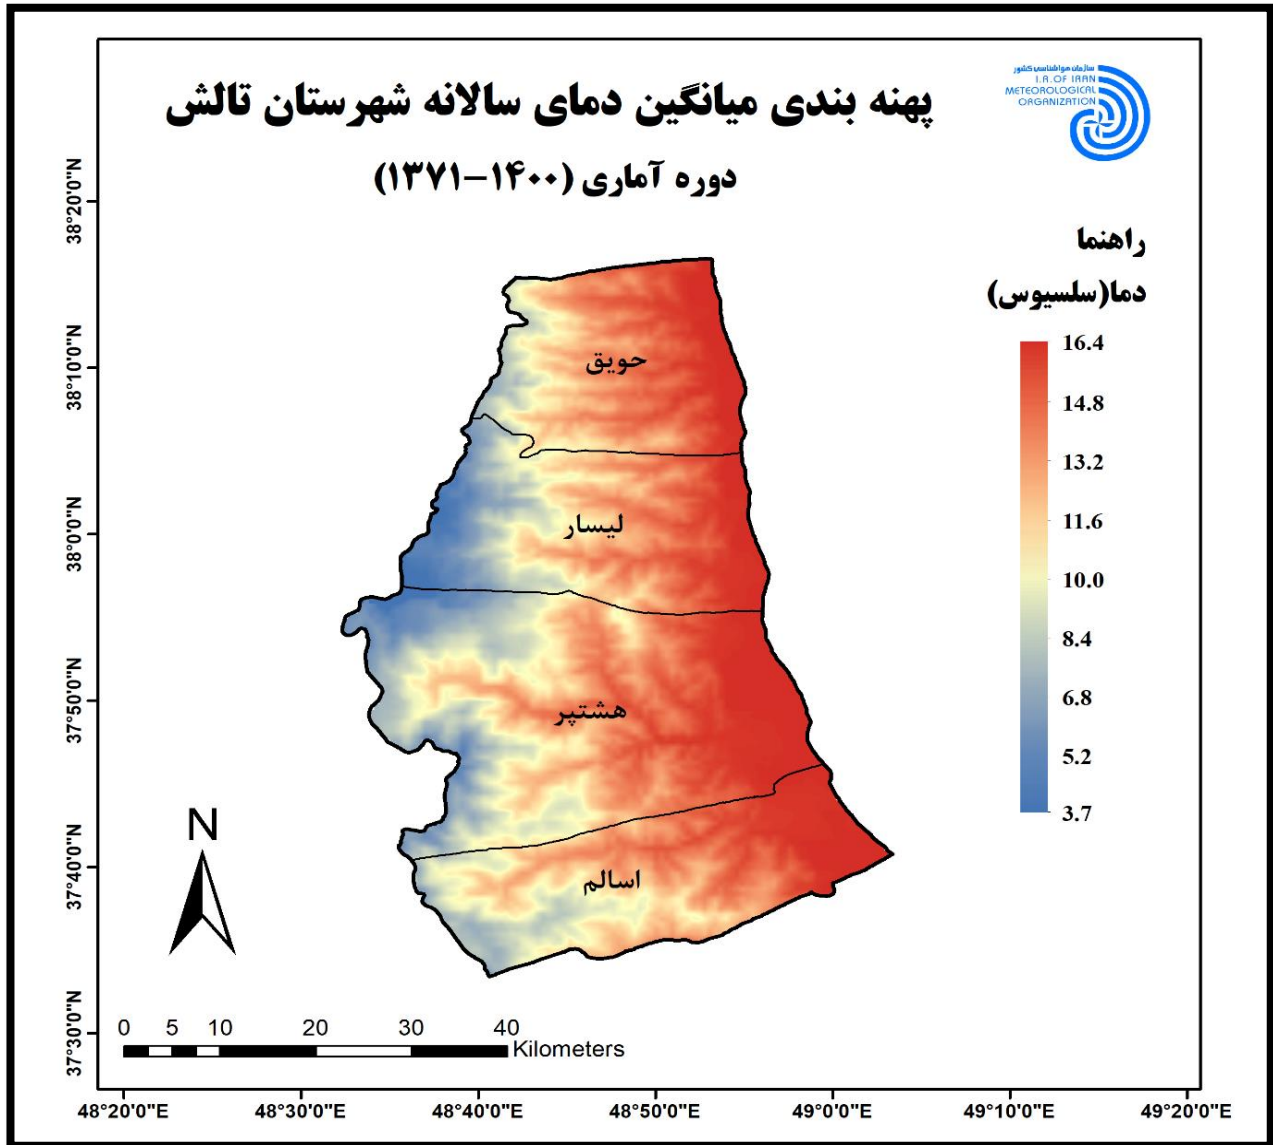 پهنه بندی میانگین دمای سالانه شهرستان تالش
دوره آماری (۱۴۰۰-۱۳۷۱)
سازمان هواشناسی کشور
I.R.OF IRAN
METEOROLOGICAL
ORGANIZATION
راهنما
دما(سلسیوس)
16.4
14.8
13.2
11.6
10.0
8.4
6.8
5.2
3.7
حویق
لیسار
هشتپر
اسالم
38°20'0"N
38°10'0"N
38°0'0"N
37°50'0"N
37°40'0"N
37°30'0"N
N
0 5 10 20 30 40
Kilometers
48°20'0"E 48°30'0"E 48°40'0"E 48°50'0"E 49°0'0"E 49°10'0"E 49°20'0"E